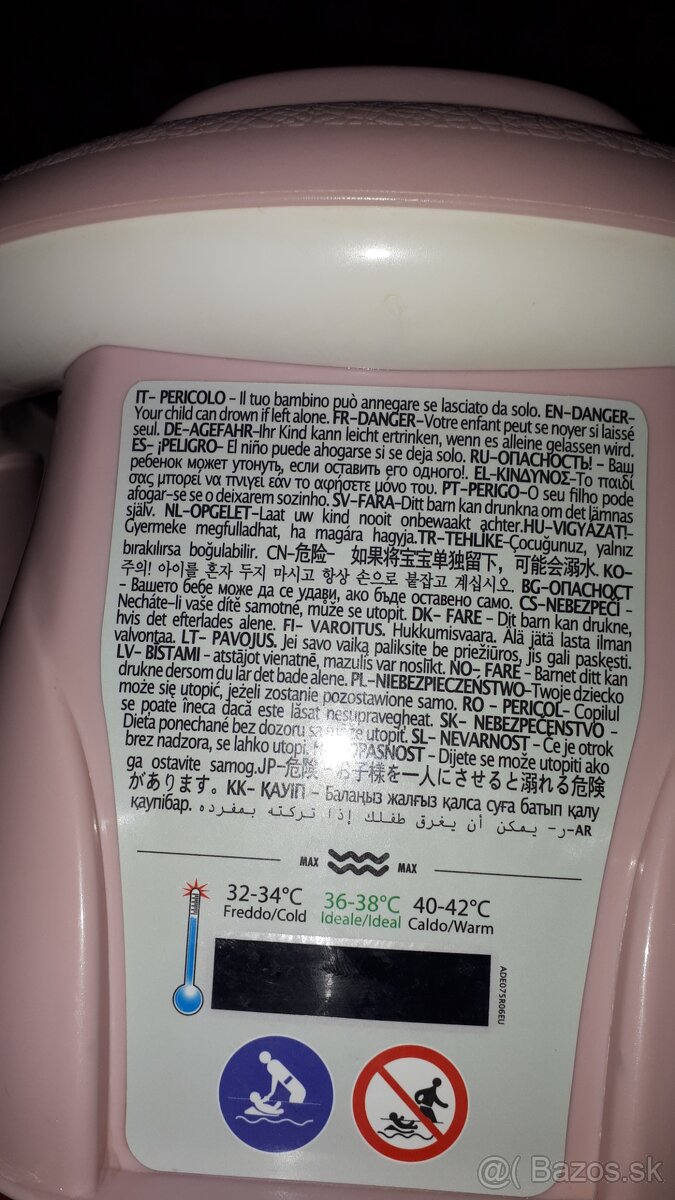 IT- PERICOLO - Il tuo bambino può annegare se lasciato da solo. EN-DANGER-
Your child can drown if left alone. FR-DANGER-Votre enfant peut se noyer si laissé
seul. DE-AGEFAHR-Ihr Kind kann leicht ertrinken, wenn es alleine gelassen wird.
ES- ¡PELIGRO- El niño puede ahogarse si se deja solo. RU-ОПАСНОСТЬ! - Ваш
ребенок может утонуть, если оставить его одного!. EL-ΚΙΝΔΥΝΟΣ-Το παιδί
σας μπορεί να πνιγεί εάν το αφήσετε μόνο του. PT-PERIGO-O seu filho pode
afogar-se se o deixarem sozinho. SV-FARA-Ditt barn kan drunkna om det lämnas
själv. NL-OPGELET-Laat uw kind nooit onbewaakt achter.HU-VIGYÁZAT!-
Gyermeke megfulladhat, ha magára hagyja.TR-TEHLİKE-Çocuğunuz, yalnız
bırakılırsa boğulabilir. CN-危险- 如果将宝宝单独留下，可能会溺水. KO-
주의! 아이를 혼자 두지 마시고 항상 손으로 붙잡고 계십시오. BG-ОПАСНОСТ
- Вашето бебе може да се удави, ако бъде оставено само. CS-NEBEZPEČÍ -
Necháte-li vaše dítě samotné, může se utopit. DK- FARE - Dit barn kan drukne,
hvis det efterlades alene. FI- VAROITUS. Hukkumisvaara. Älä jätä lasta ilman
valvontaa. LT- PAVOJUS. Jei savo vaiką paliksite be priežiūros, jis gali paskęsti.
LV- BĪSTAMI - atstājot vienatnē, mazulis var noslīkt. NO- FARE - Barnet ditt kan
drukne dersom du lar det bade alene. PL-NIEBEZPIECZEŃSTWO-Twoje dziecko
może się utopić, jeżeli zostanie pozostawione samo. RO - PERICOL- Copilul
se poate îneca dacă este lăsat nesupravegheat. SK- NEBEZPEČENSTVO -
Dieťa ponechané bez dozoru sa utopiť. SL- NEVARNOST - Če je otrok
brez nadzora, se lahko utopi. OPASNOST - Dijete se može utopiti ako
ga ostavite samog.JP-危険 - お子様を一人にさせると溺れる危険
があります。KK- ҚАУІП - Балаңыз жалғыз қалса суға батып қалу
қаупібар. AR-ر- يمكن أن يغرق طفلك إذا تركته بمفرده
MAX MAX
32-34°C 36-38°C 40-42°C
Freddo/Cold Ideale/Ideal Caldo/Warm
ADE075R06EU
@( Bazos.sk